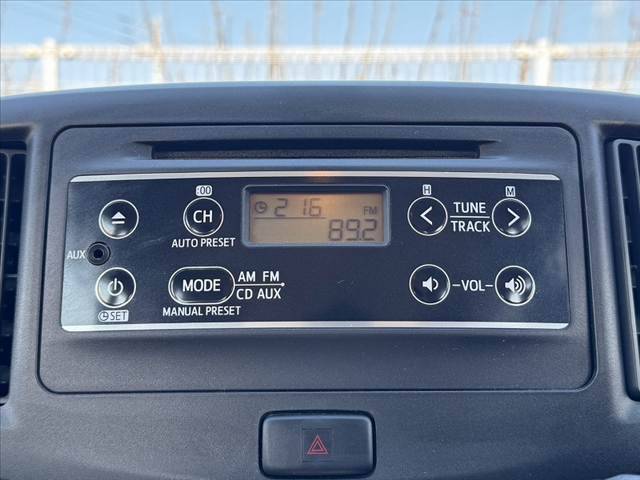 :00
H
M
CH
2 16
FM
89.2
TUNE
TRACK
AUTO PRESET
AUX
MODE
AM FM
CD AUX
VOL
SET
MANUAL PRESET